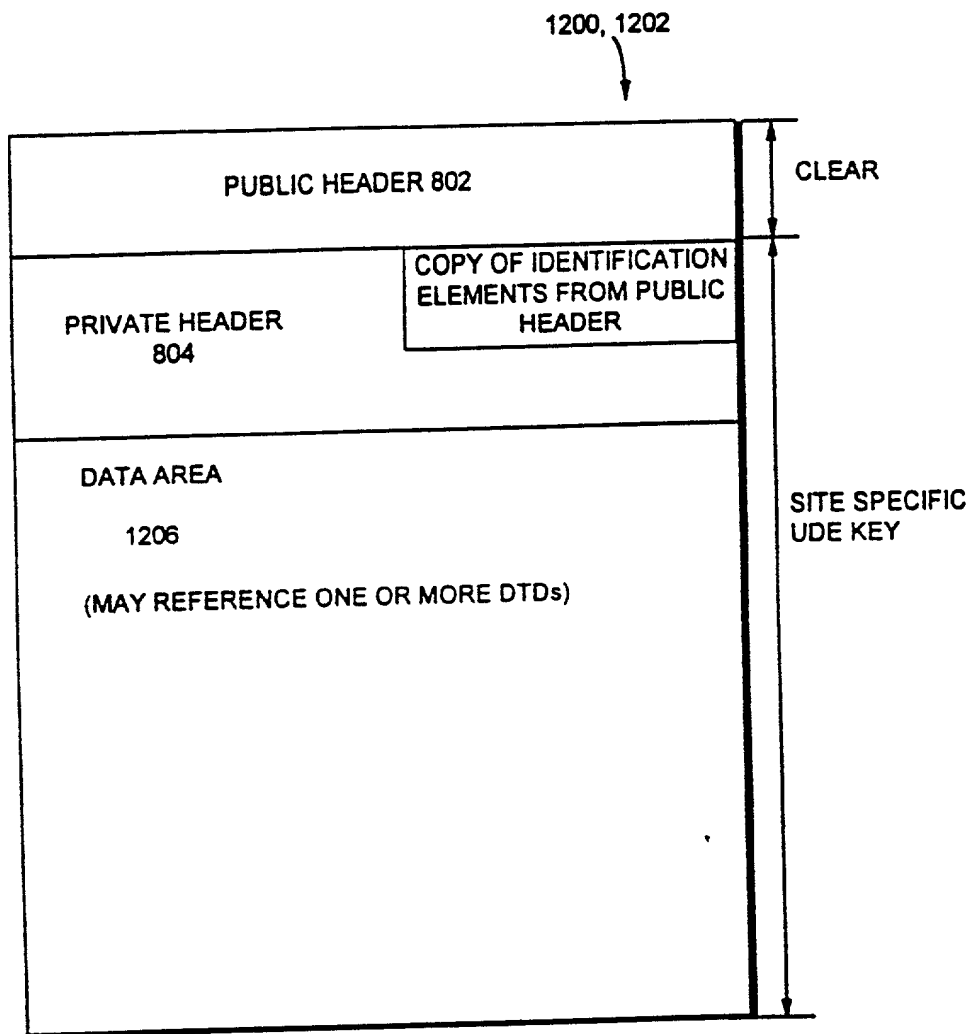 1200, 1202
PUBLIC HEADER 802
CLEAR
COPY OF IDENTIFICATION
ELEMENTS FROM PUBLIC
HEADER
PRIVATE HEADER
804
DATA AREA
1206
(MAY REFERENCE ONE OR MORE DTDs)
SITE SPECIFIC
UDE KEY